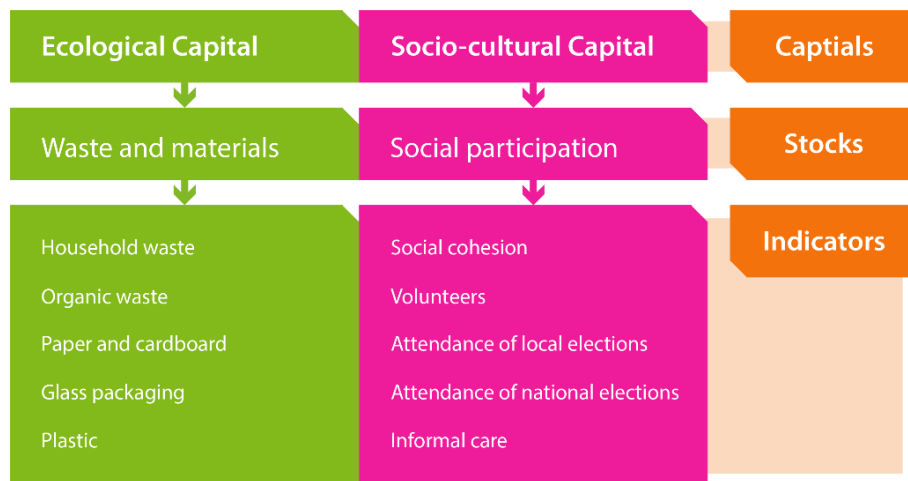 Ecological Capital
Socio-cultural Capital
Captials
Waste and materials
Social participation
Stocks
Indicators
Household waste
Social cohesion
Organic waste
Volunteers
Paper and cardboard
Attendance of local elections
Glass packaging
Attendance of national elections
Plastic
Informal care